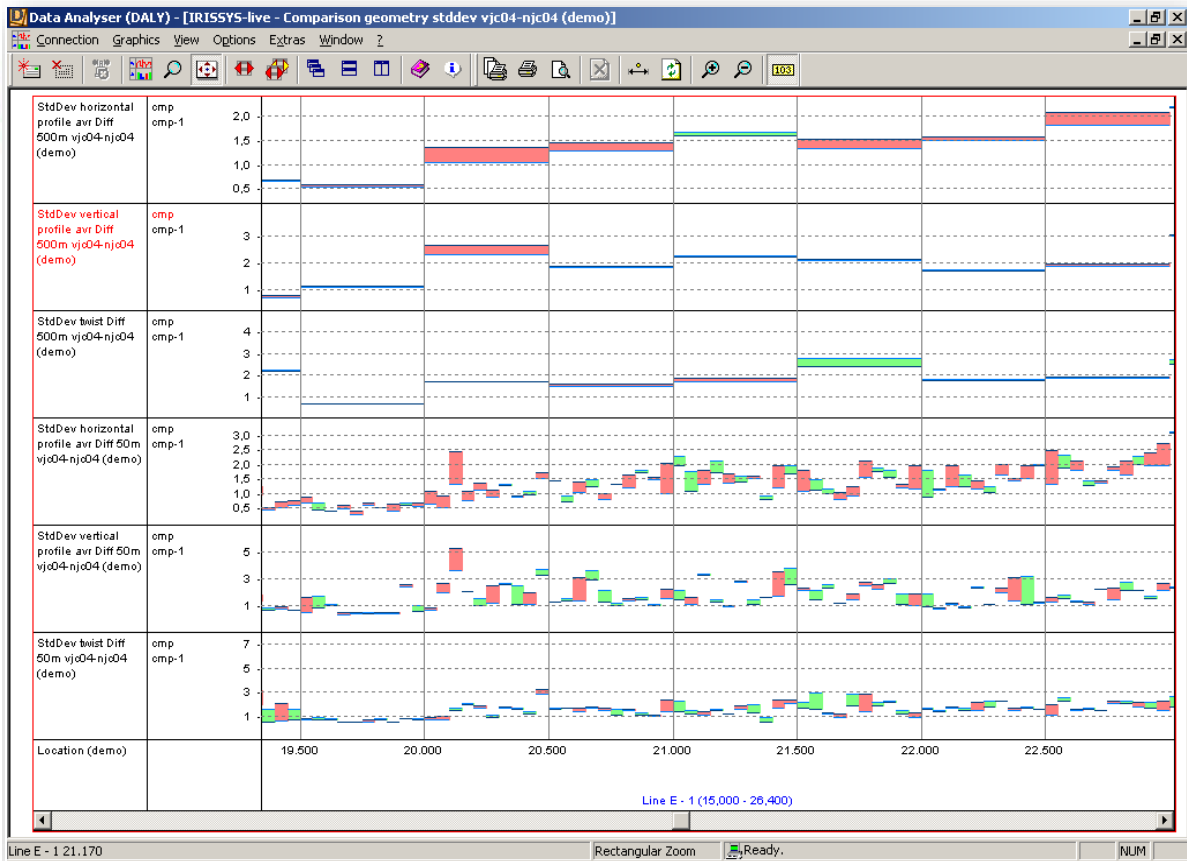 Data Analyser (DALY) - [IRISSYS-live - Comparison geometry stddev vjc04-njc04 (demo)]
Connection Graphics View Options Extras Window ?
103
StdDev horizontal
profile avr Diff
500m vjc04-njc04
(demo)
cmp
cmp-1
2,0
1,5
1,0
0,5
StdDev vertical
profile avr Diff
500m vjc04-njc04
(demo)
cmp
cmp-1
3
2
1
StdDev twist Diff
500m vjc04-njc04
(demo)
cmp
cmp-1
4
3
2
1
StdDev horizontal
profile avr Diff 50m
vjc04-njc04 (demo)
cmp
cmp-1
3,0
2,5
2,0
1,5
1,0
0,5
StdDev vertical
profile avr Diff 50m
vjc04-njc04 (demo)
cmp
cmp-1
5
3
1
StdDev twist Diff
50m vjc04-njc04
(demo)
cmp
cmp-1
7
5
3
1
Location (demo)
19.500 20.000 20.500 21.000 21.500 22.000 22.500
Line E - 1 (15,000 - 26,400)
Line E - 1 21.170 Rectangular Zoom Ready. NUM